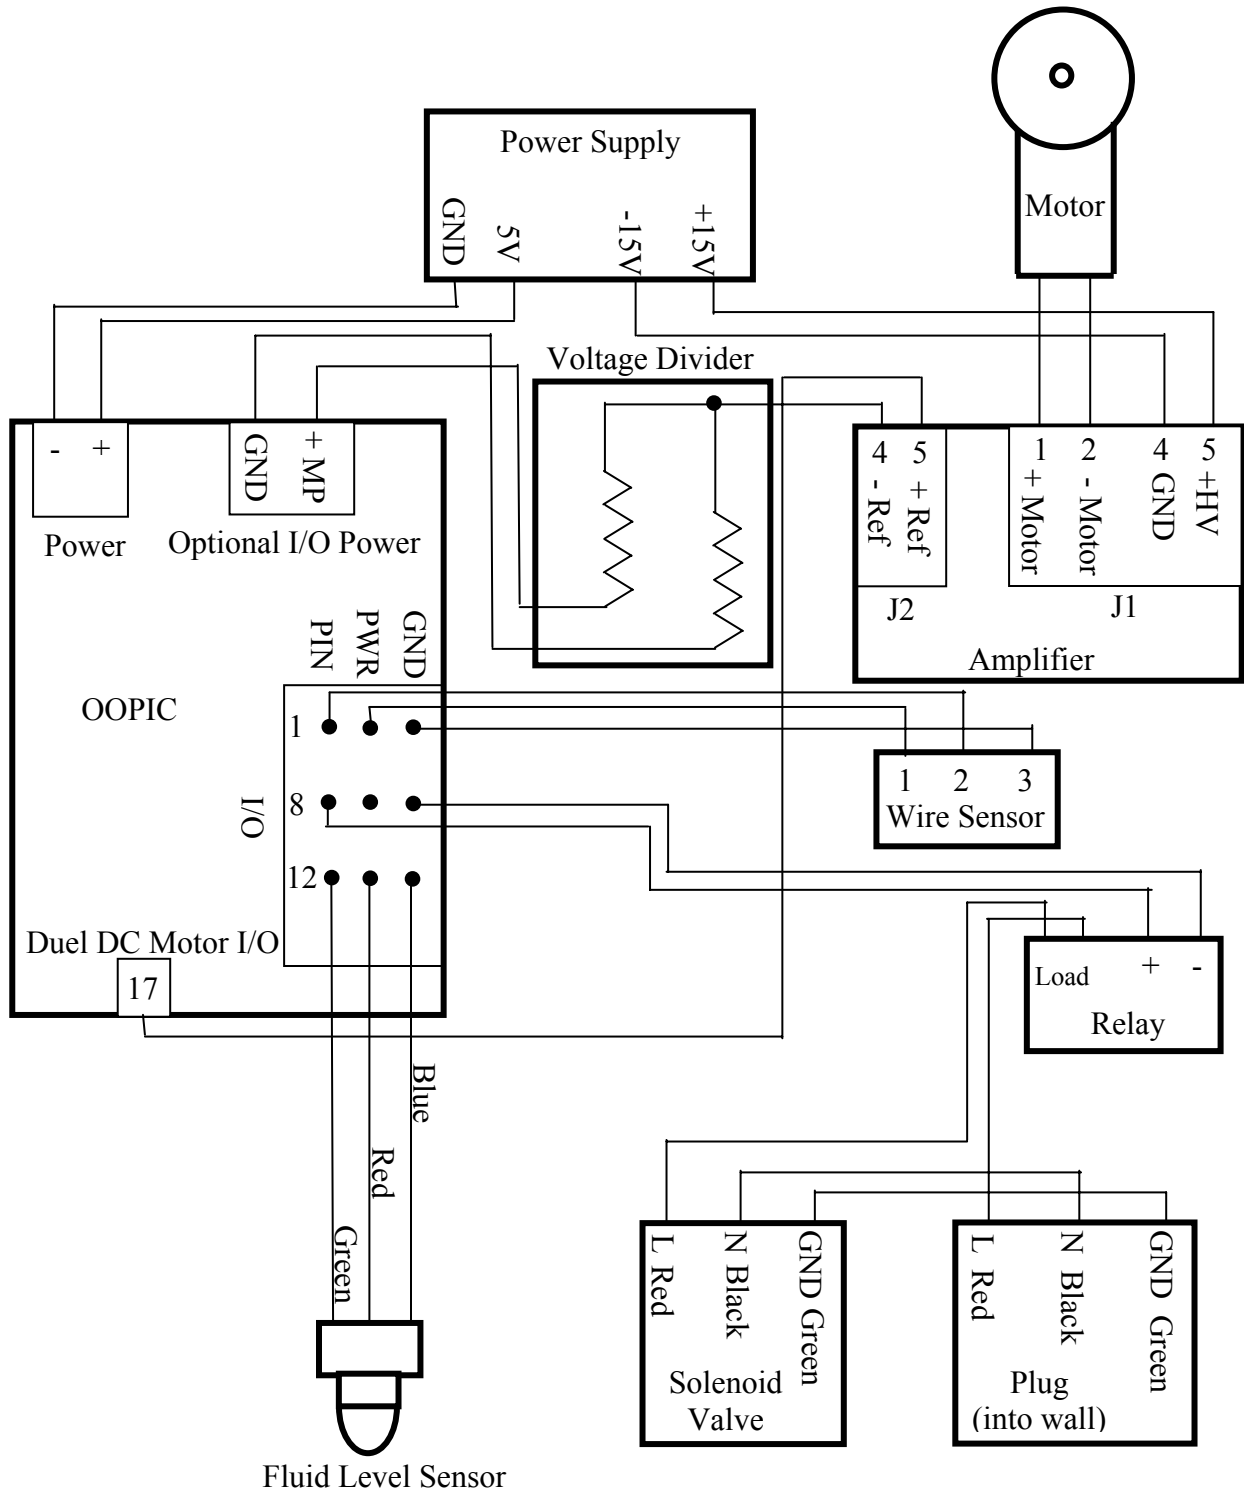 Power Supply
GND
5V
-15V
+15V
Motor
Voltage Divider
- +
GND
+ MP
Power
Optional I/O Power
4 5
- Ref
+ Ref
1 2 4 5
+ Motor
- Motor
GND
+HV
J2
J1
Amplifier
PIN
PWR
GND
OOPIC
1
8
12
I/O
1 2 3
Wire Sensor
Duel DC Motor I/O
17
Load + -
Relay
Blue
Red
Green
L Red
N Black
GND Green
Solenoid
Valve
L Red
N Black
GND Green
Plug
(into wall)
Fluid Level Sensor